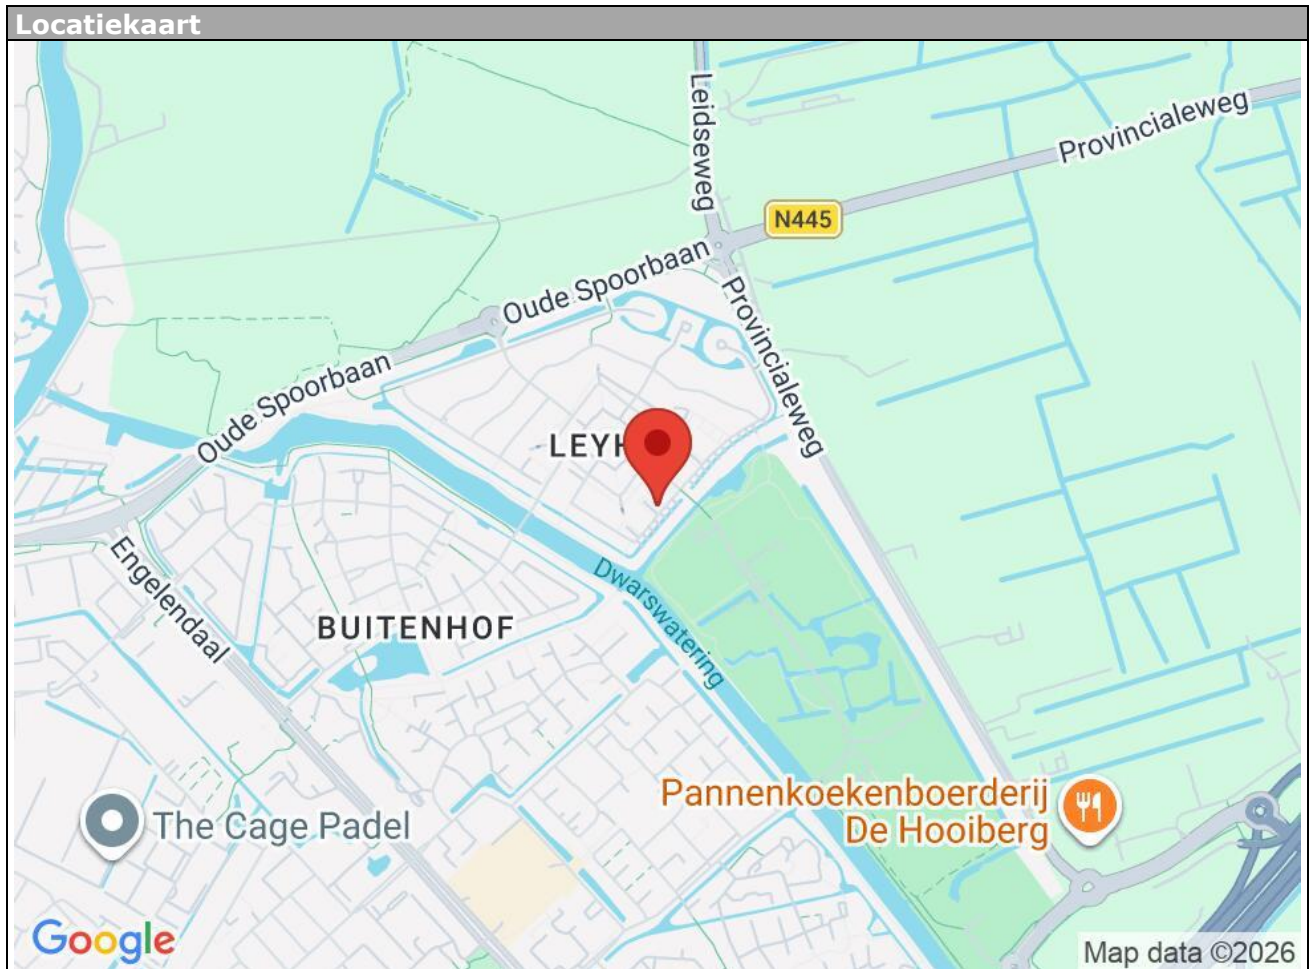 Locatiekaart
Leidseweg
Provincialeweg
N445
Oude Spoorbaan
Provincialeweg
Oude Spoorbaan
Engelendaal
Dwarswatering
BUITENHOF
Pannenkoekenboerderij
De Hooiberg
The Cage Padel
Google
Map data ©2026